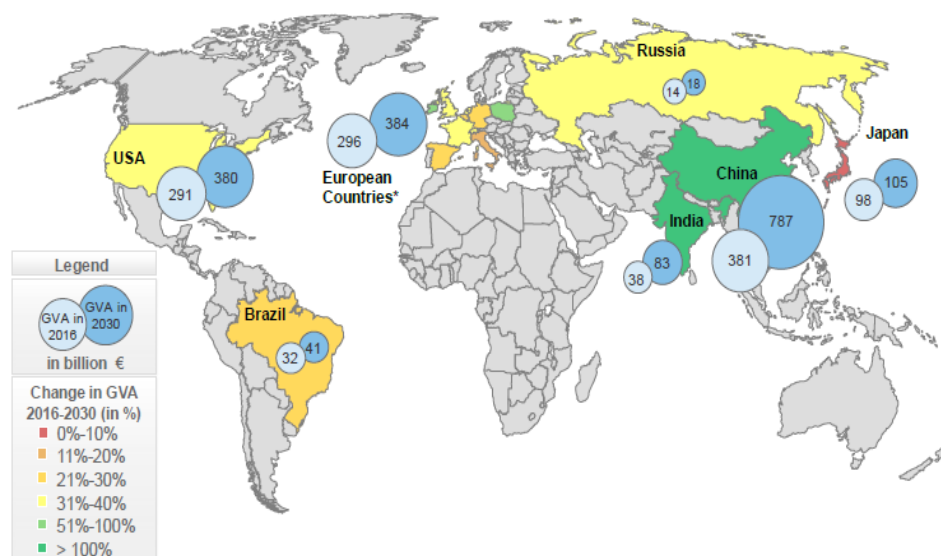 Russia
14
18
Japan
USA
296
384
European
Countries*
China
98
105
291
380
India
787
381
38
83
Legend
GVA in
2016
GVA in
2030
in billion €
Brazil
32
41
Change in GVA
2016-2030 (in %)
0%-10%
11%-20%
21%-30%
31%-40%
51%-100%
> 100%